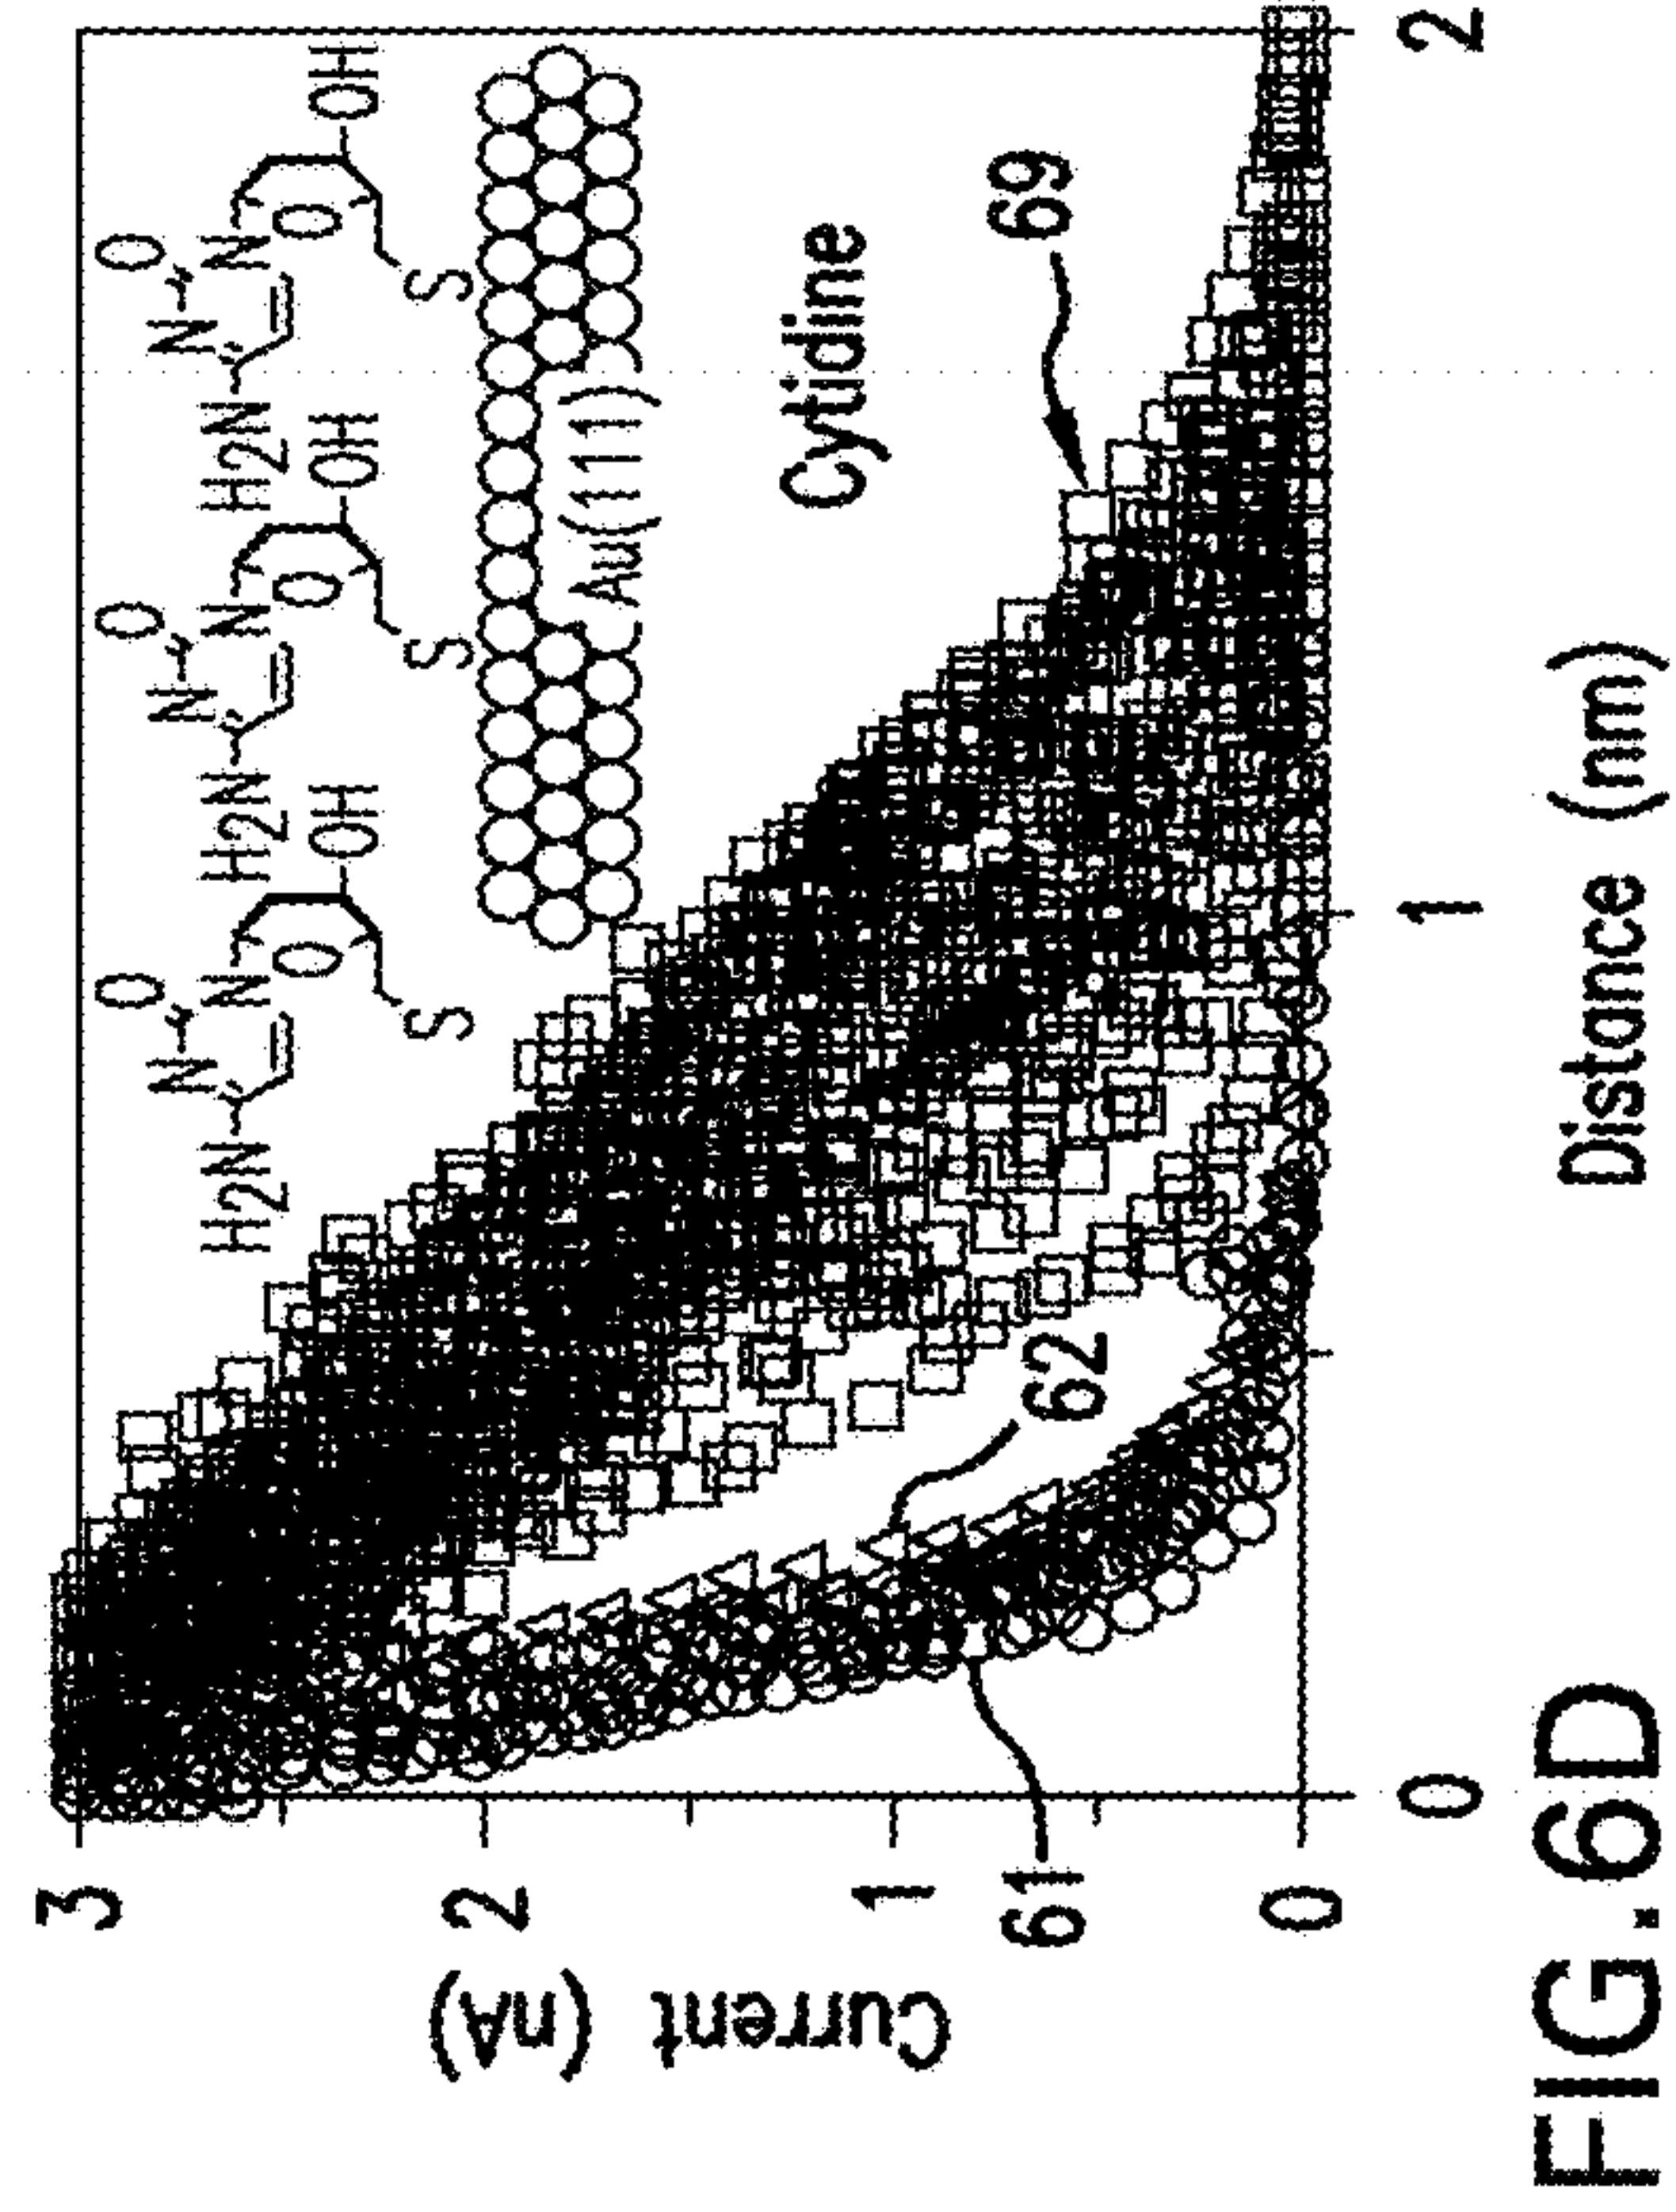 Current (nA)
3
O O O
N N N
H2N N H2N N H2N N
O O O
OH OH OH
S S S
2
Au(111)
Cytidine
1
69
61
62
0
0 1 2
Distance (nm)
FIG.6D